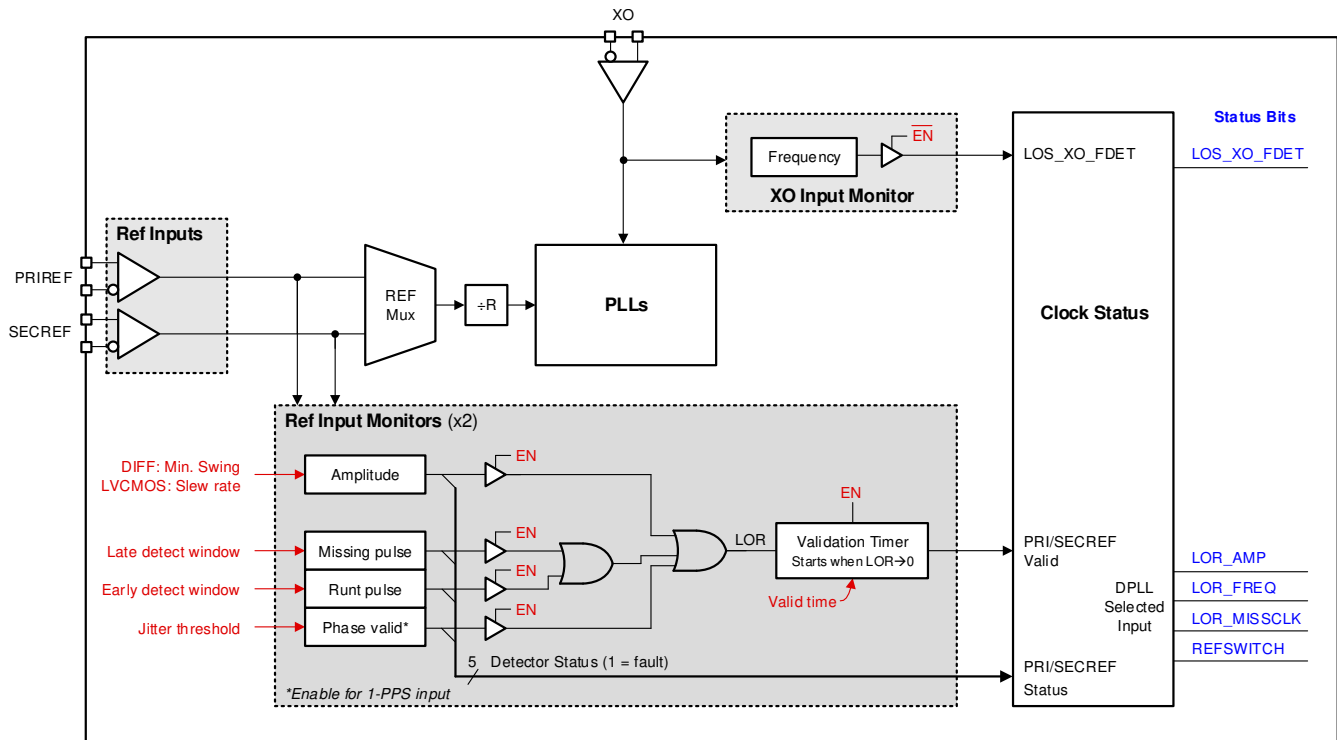 XO
Status Bits
EN
Frequency
LOS_XO_FDET
LOS_XO_FDET
XO Input Monitor
Ref Inputs
PRIREF
SECREF
REF
Mux
÷R
PLLs
Clock Status
Ref Input Monitors (x2)
DIFF: Min. Swing
LVCMOS: Slew rate
Amplitude
EN
EN
Late detect window
Missing pulse
EN
LOR
Validation Timer
Starts when LOR→0
PRI/SECREF
Valid
Early detect window
Runt pulse
EN
Valid time
DPLL
Selected
Input
LOR_AMP
LOR_FREQ
LOR_MISSCLK
REFSWITCH
Jitter threshold
Phase valid*
EN
5 Detector Status (1 = fault)
PRI/SECREF
Status
*Enable for 1-PPS input